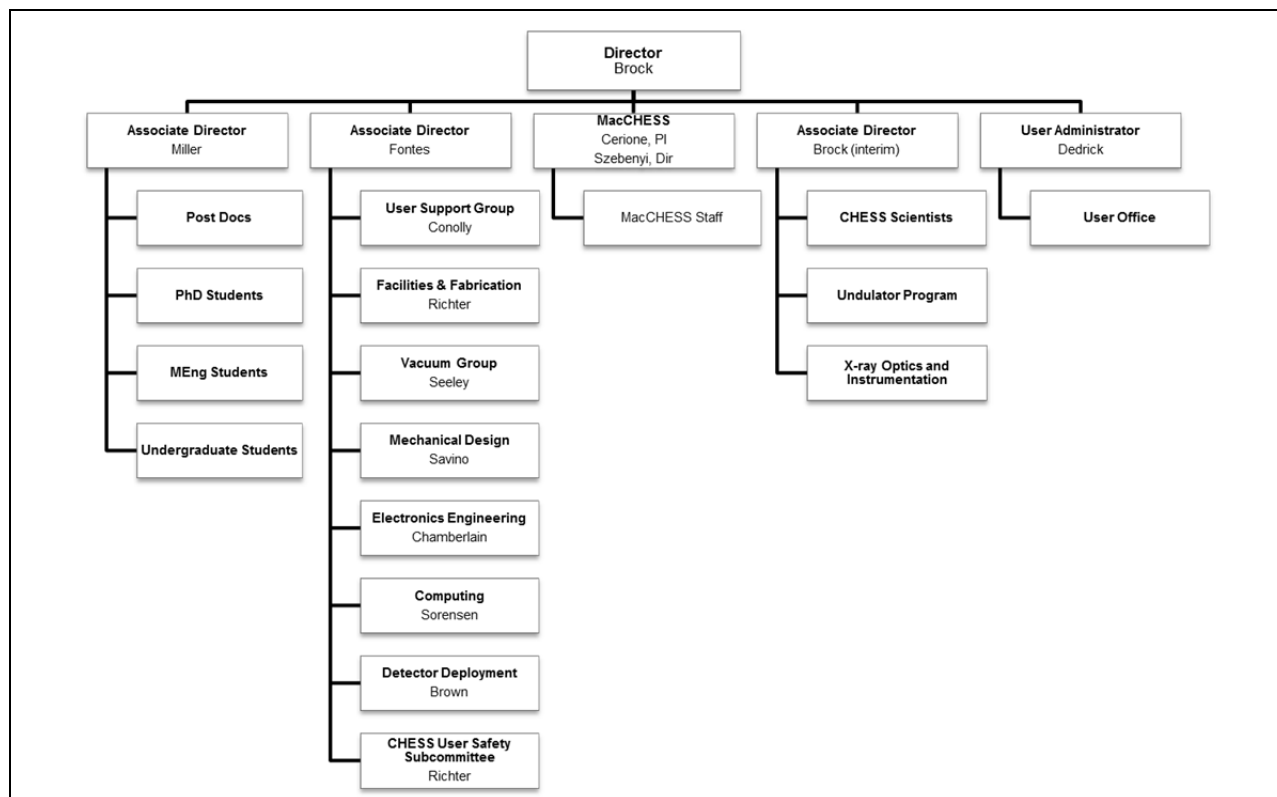 Director
Brock
Associate Director
Miller
Post Docs
PhD Students
MEng Students
Undergraduate Students
Associate Director
Fontes
User Support Group
Conolly
Facilities & Fabrication
Richter
Vacuum Group
Seeley
Mechanical Design
Savino
Electronics Engineering
Chamberlain
Computing
Sorensen
Detector Deployment
Brown
CHESS User Safety
Subcommittee
Richter
MacCHESS
Cerione, PI
Szebenyi, Dir
MacCHESS Staff
Associate Director
Brock (interim)
CHESS Scientists
Undulator Program
X-ray Optics and
Instrumentation
User Administrator
Dedrick
User Office